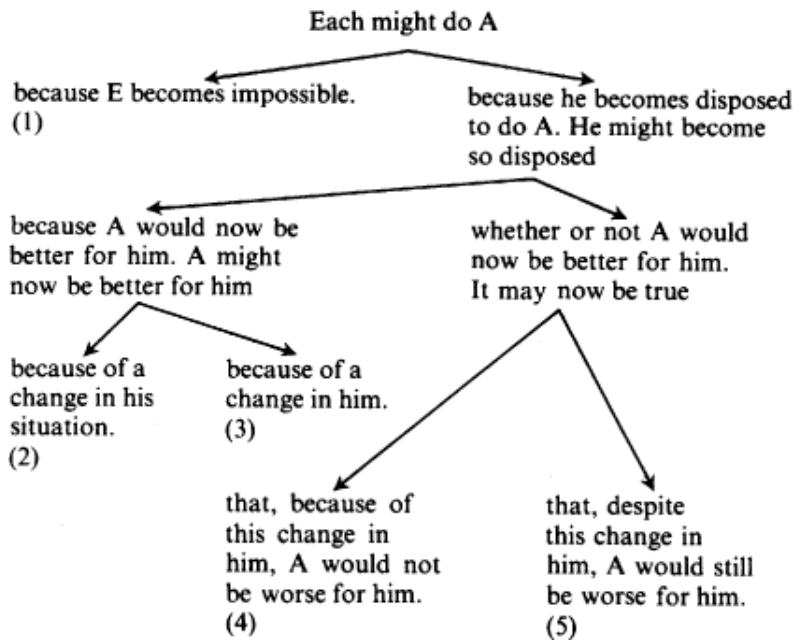 Each might do A
because E becomes impossible.
(1)
because he becomes disposed
to do A. He might become
so disposed
because A would now be
better for him. A might
now be better for him
whether or not A would
now be better for him.
It may now be true
because of a
change in his
situation.
(2)
because of a
change in him.
(3)
that, because of
this change in
him, A would not
be worse for him.
(4)
that, despite
this change in
him, A would still
be worse for him.
(5)